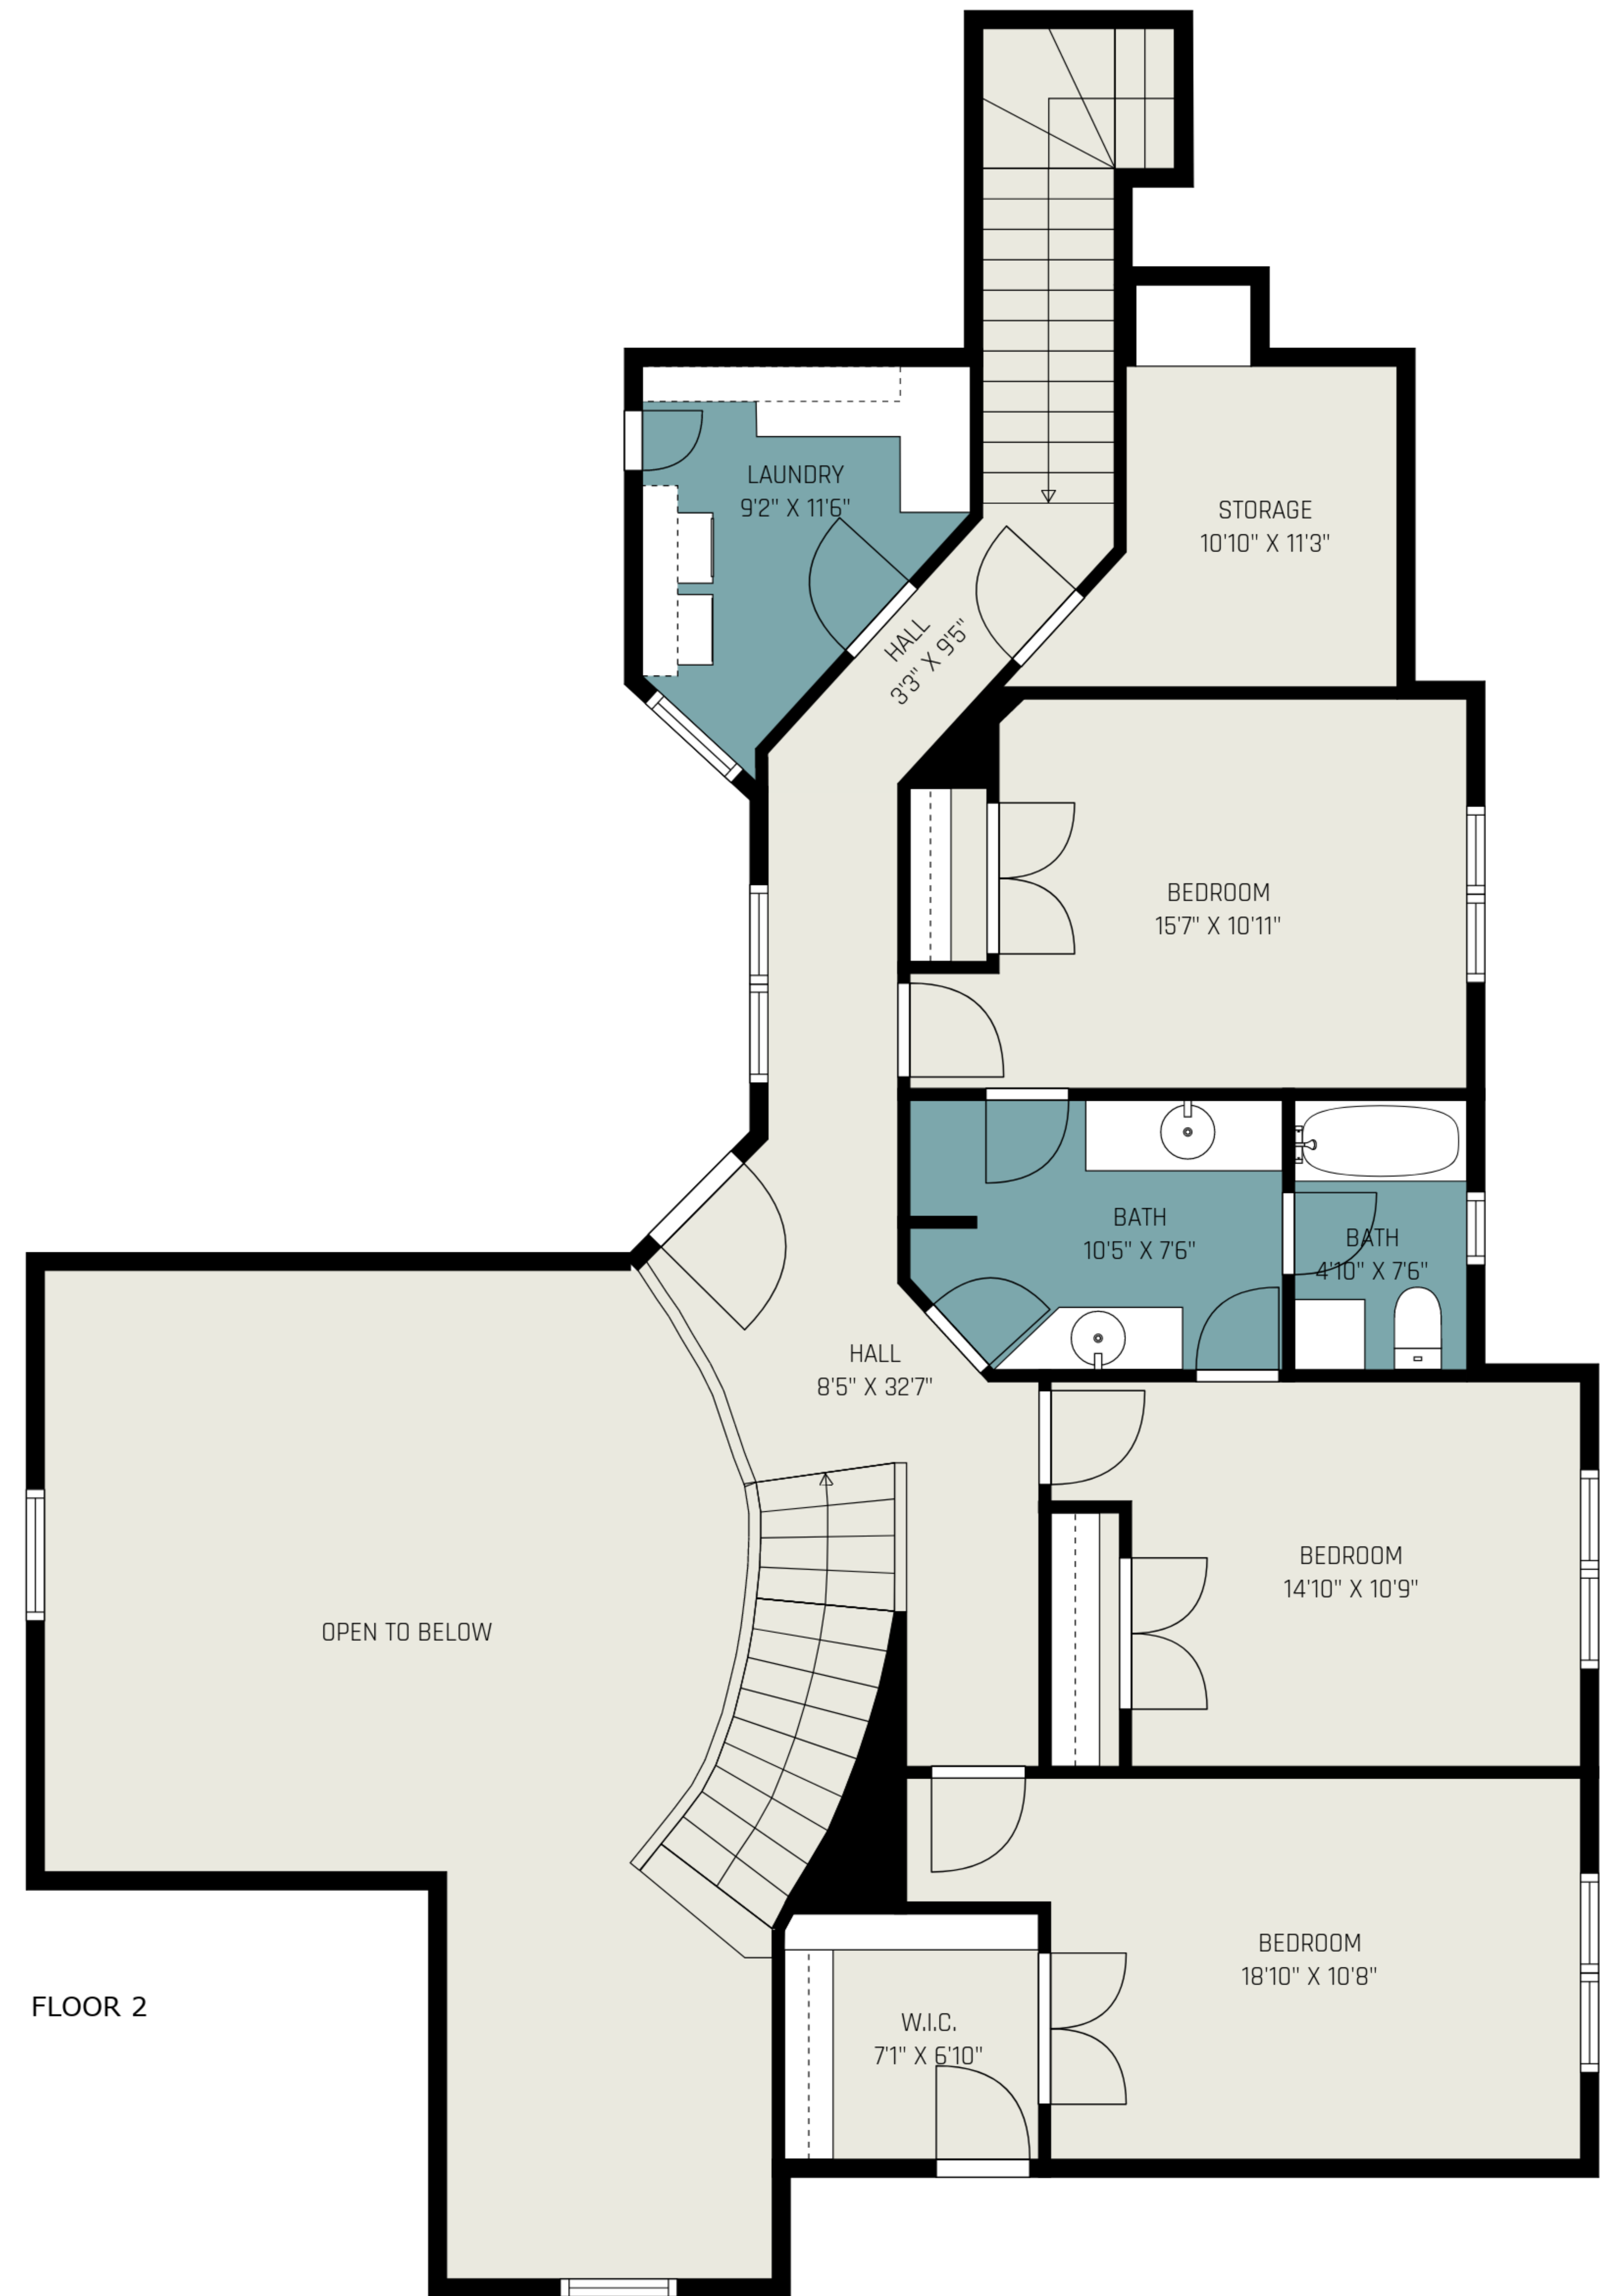 LAUNDRY
9'2" X 11'6"
STORAGE
10'10" X 11'3"
HALL
3'3" X 9'5"
BEDROOM
15'7" X 10'11"
BATH
10'5" X 7'6"
BATH
4'10" X 7'6"
HALL
8'5" X 32'7"
BEDROOM
14'10" X 10'9"
OPEN TO BELOW
BEDROOM
18'10" X 10'8"
FLOOR 2
W.I.C.
7'1" X 6'10"